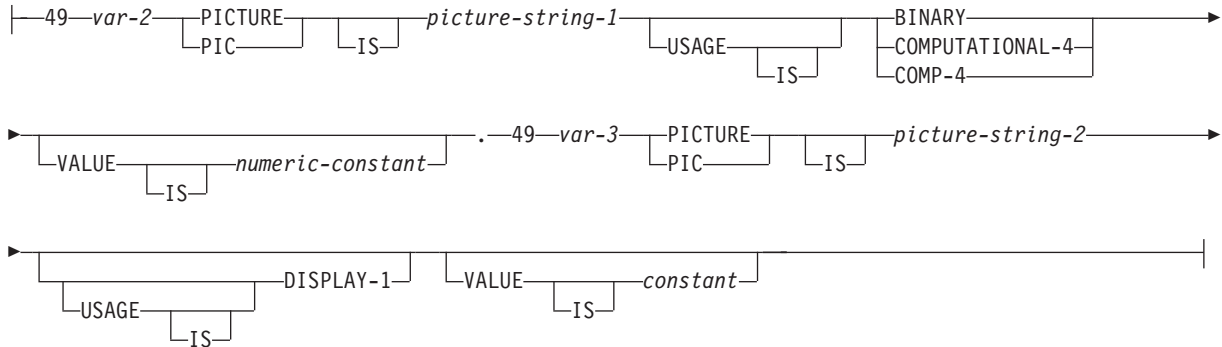 49 var-2 PICTURE IS picture-string-1 USAGE IS BINARY
PIC COMPUTATIONAL-4
COMP-4
VALUE IS numeric-constant . 49 var-3 PICTURE IS picture-string-2
PIC
USAGE IS DISPLAY-1 VALUE IS constant